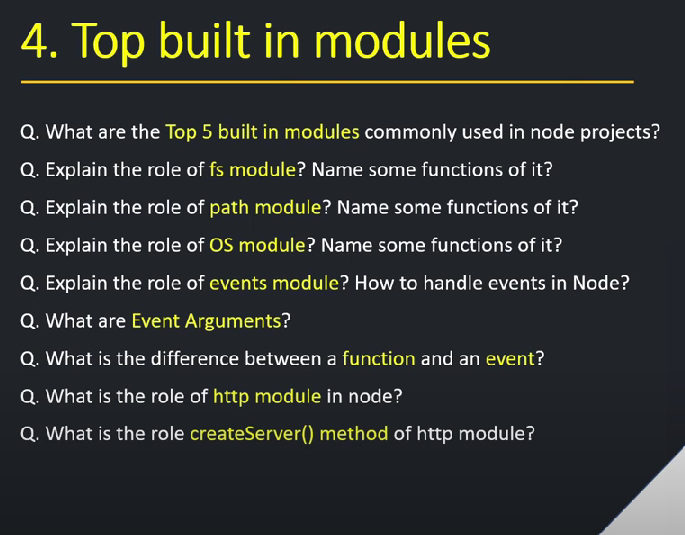 4. Top built in modules
Q. What are the Top 5 built in modules commonly used in node projects?
Q. Explain the role of fs module? Name some functions of it?
Q. Explain the role of path module? Name some functions of it?
Q. Explain the role of OS module? Name some functions of it?
Q. Explain the role of events module? How to handle events in Node?
Q. What are Event Arguments?
Q. What is the difference between a function and an event?
Q. What is the role of http module in node?
Q. What is the role createServer() method of http module?